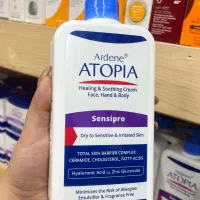 Ardene®
ATOPIA
Healing & Soothing Cream
Face, Hand & Body
Sensipro
Dry to Sensitive & Irritated Skin
TOTAL SKIN BARRIER COMPLEX:
CERAMIDE, CHOLESTEROL, FATTY ACIDS
Hyaluronic Acid Zinc Gluconate
Minimises the Risk of Allergies
Emulsifier & Fragrance Free